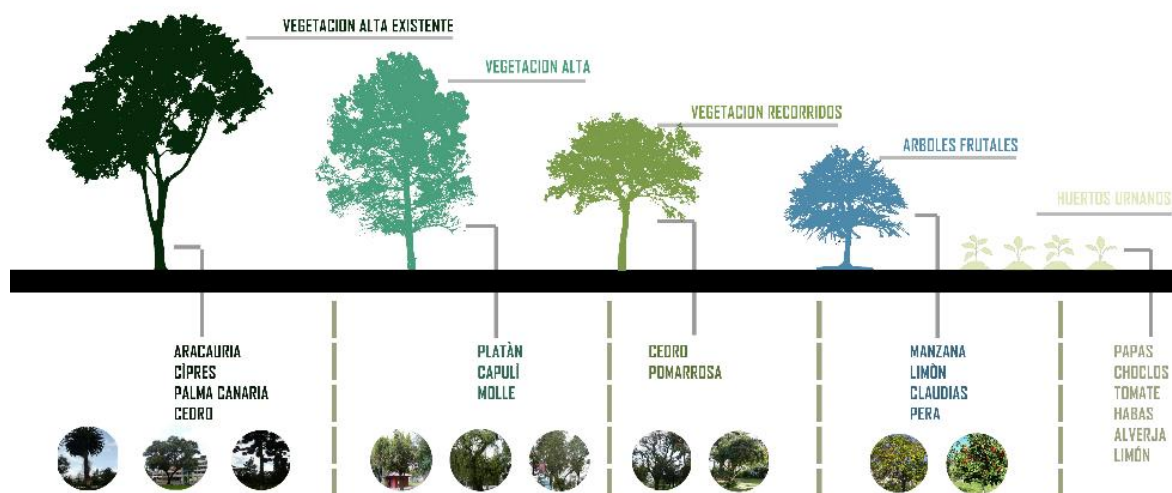 VEGETACION ALTA EXISTENTE
VEGETACION ALTA
VEGETACION RECORRIDOS
ARBOLES FRUTALES
HUERTOS URNANOS
ARACAURIA
CÍPRES
PALMA CANARIA
CEDRO
PLATÀN
CAPULÍ
MOLLE
CEDRO
POMARROSA
MANZANA
LIMÒN
CLAUDIAS
PERA
PAPAS
CHOCLOS
TOMATE
HABAS
ALVERJA
LIMÓN